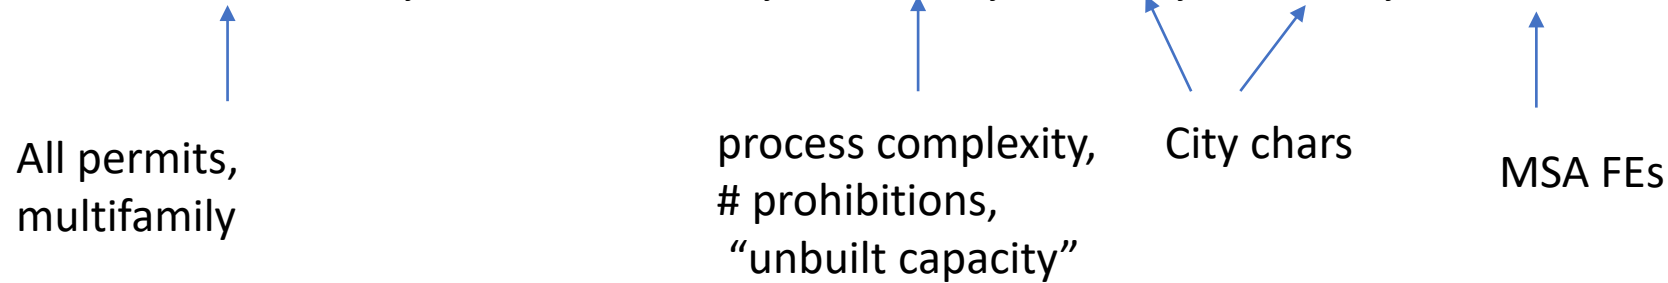 All permits,
multifamily
process complexity,
# prohibitions,
“unbuilt capacity”
City chars
MSA FEs